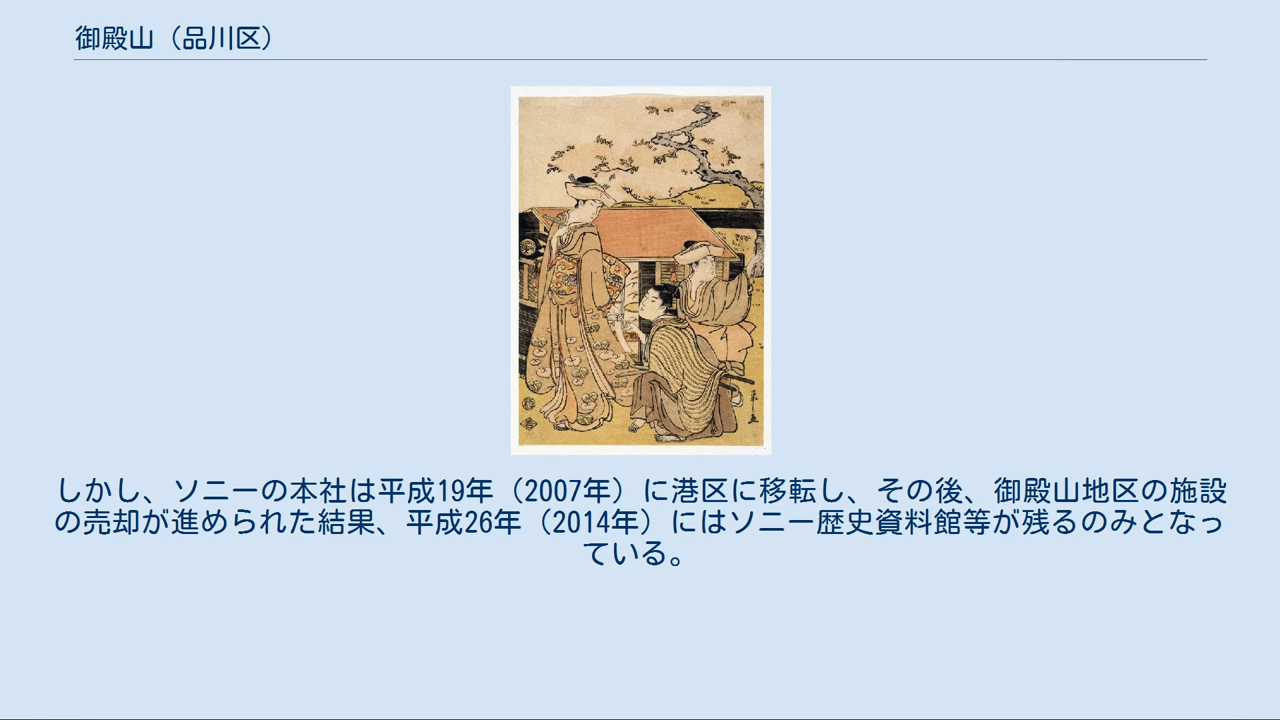 御殿山（品川区）
しかし、ソニーの本社は平成19年（2007年）に港区に移転し、その後、御殿山地区の施設
の売却が進められた結果、平成26年（2014年）にはソニー歴史資料館等が残るのみとなっ
ている。